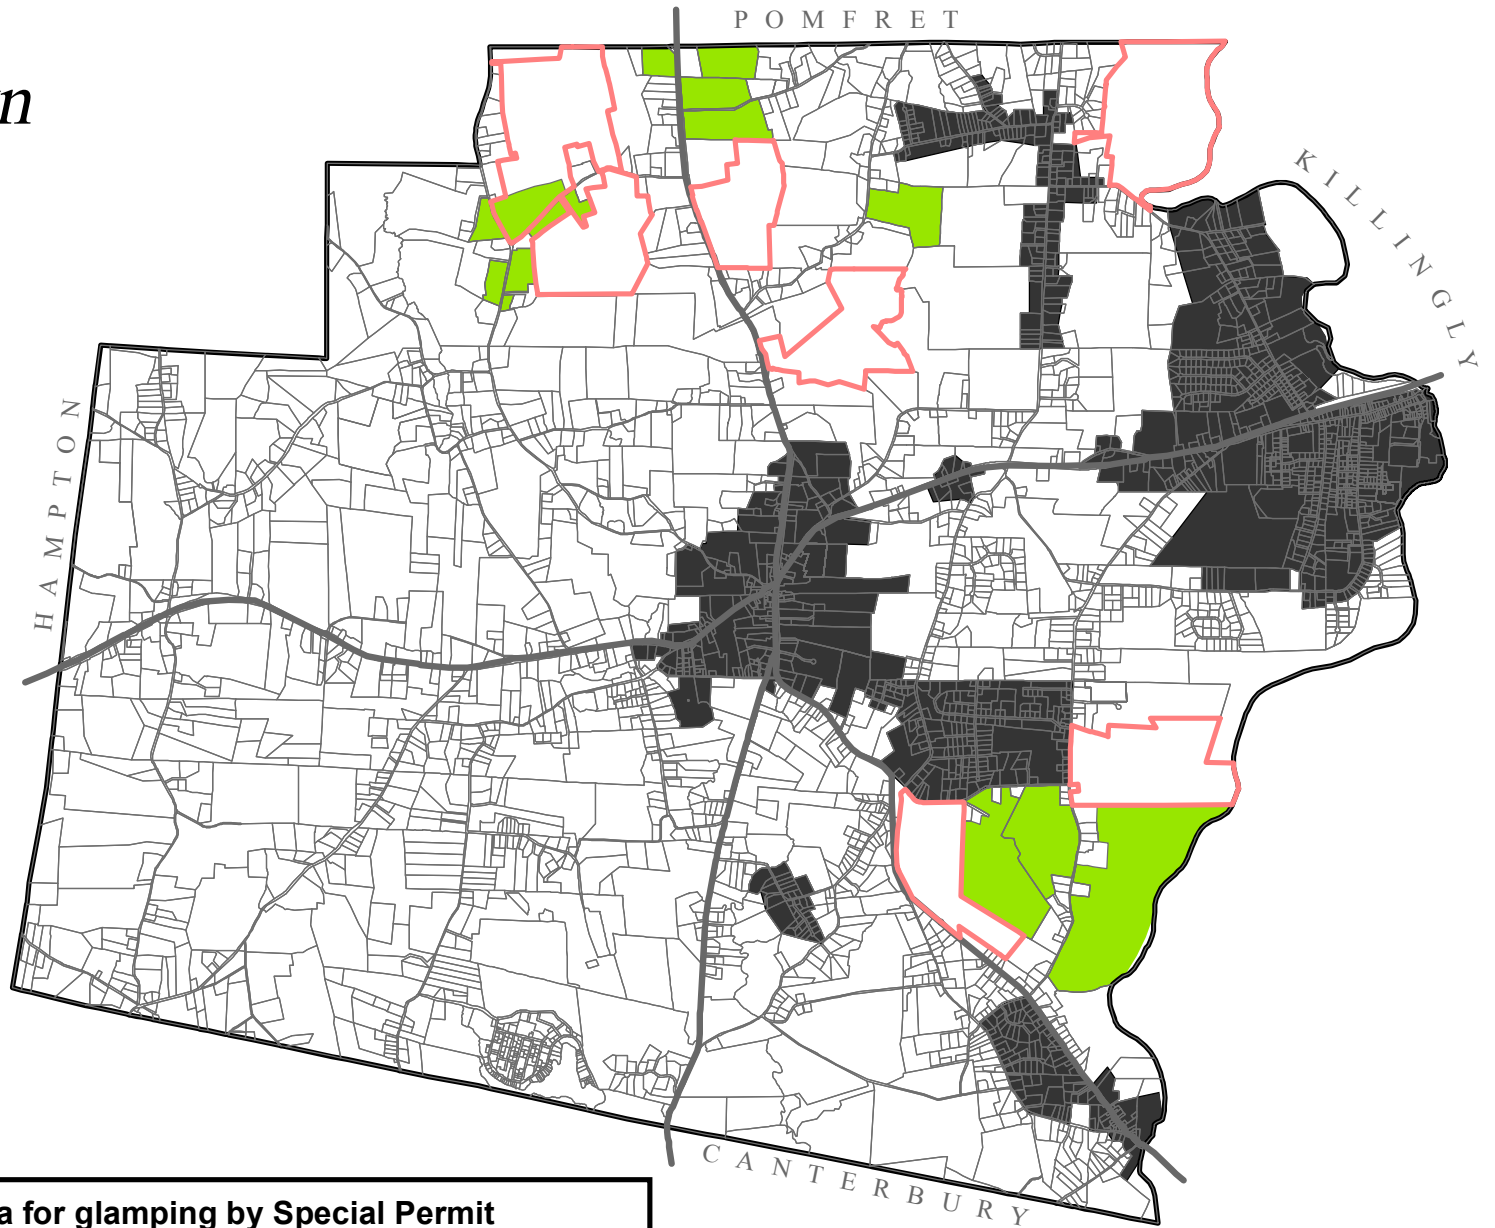 POMFRET
n
KILLINGLY
HAMPTON
CANTERBURY
a for glamping by Special Permit